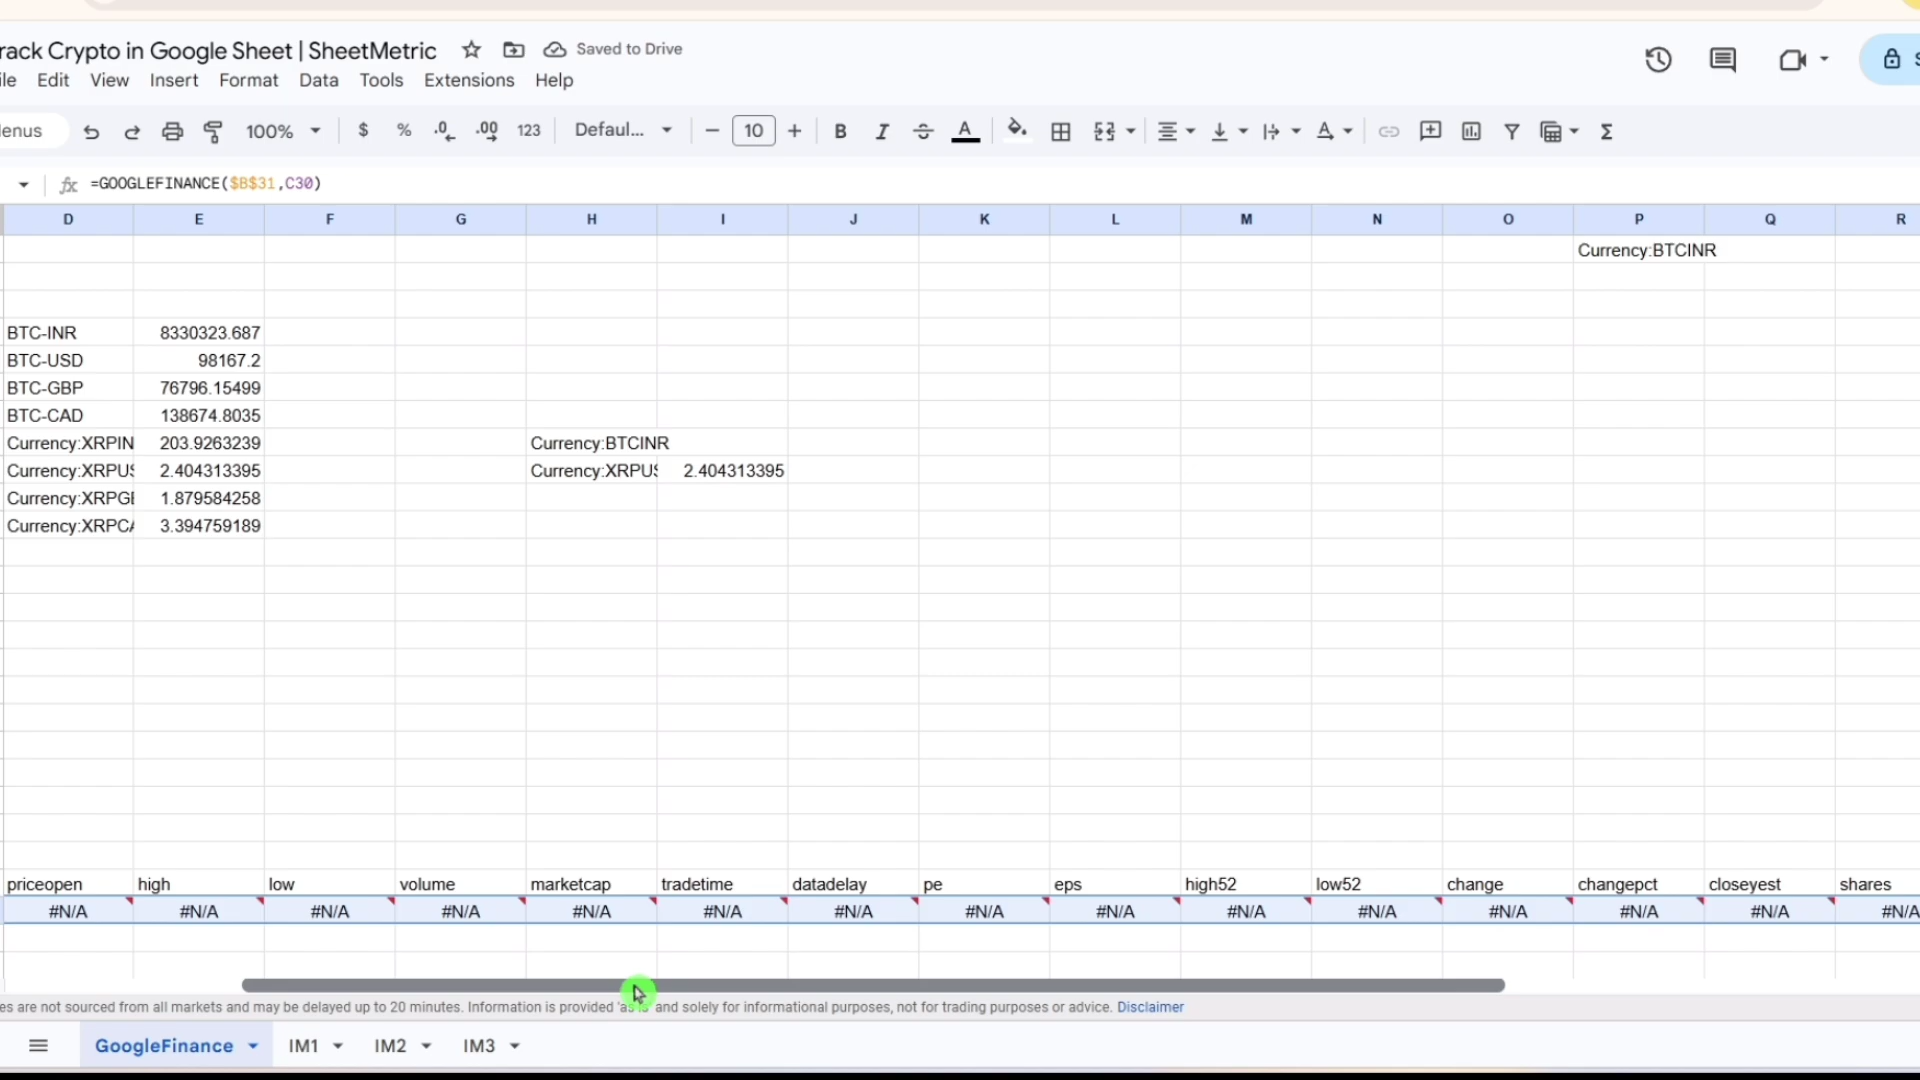 rack Crypto in Google Sheet | SheetMetric Saved to Drive
ile Edit View Insert Format Data Tools Extensions Help
lenus 100% $ % .0 .00 123 Defaul... 10 B I A A Σ
fx =GOOGLEFINANCE($B$31,C30)
D E F G H I J K L M N O P Q R
Currency:BTCINR
BTC-INR 8330323.687
BTC-USD 98167.2
BTC-GBP 76796.15499
BTC-CAD 138674.8035
Currency:XRPIN 203.9263239 Currency:BTCINR
Currency:XRPUS 2.404313395 Currency:XRPUS 2.404313395
Currency:XRPGB 1.879584258
Currency:XRPCA 3.394759189
priceopen high low volume marketcap tradetime datadelay pe eps high52 low52 change changepct closeyest shares
#N/A #N/A #N/A #N/A #N/A #N/A #N/A #N/A #N/A #N/A #N/A #N/A #N/A #N/A #N/A
es are not sourced from all markets and may be delayed up to 20 minutes. Information is provided 'as is' and solely for informational purposes, not for trading purposes or advice. Disclaimer
GoogleFinance IM1 IM2 IM3